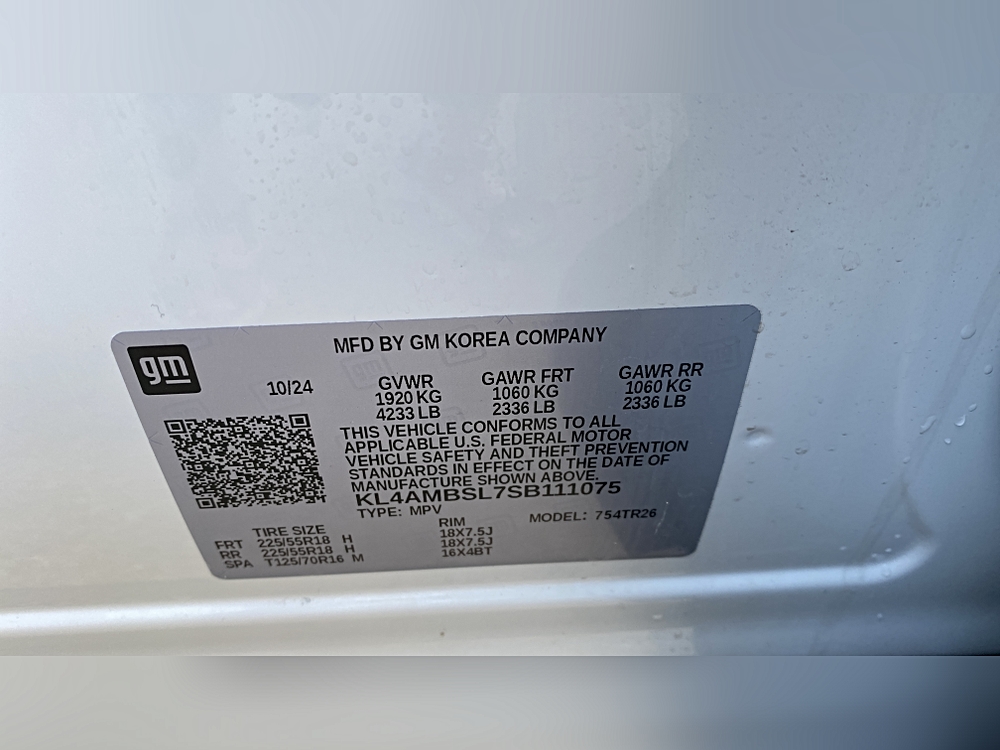 gm
MFD BY GM KOREA COMPANY
10/24 GVWR GAWR FRT GAWR RR
1920 KG 1060 KG 1060 KG
4233 LB 2336 LB 2336 LB
THIS VEHICLE CONFORMS TO ALL
APPLICABLE U.S. FEDERAL MOTOR
VEHICLE SAFETY AND THEFT PREVENTION
STANDARDS IN EFFECT ON THE DATE OF
MANUFACTURE SHOWN ABOVE.
KL4AMBSL7SB111075
TYPE: MPV MODEL: 754TR26
TIRE SIZE RIM
FRT 225/55R18 H 18X7.5J
RR 225/55R18 H 18X7.5J
SPA T125/70R16 M 16X4BT